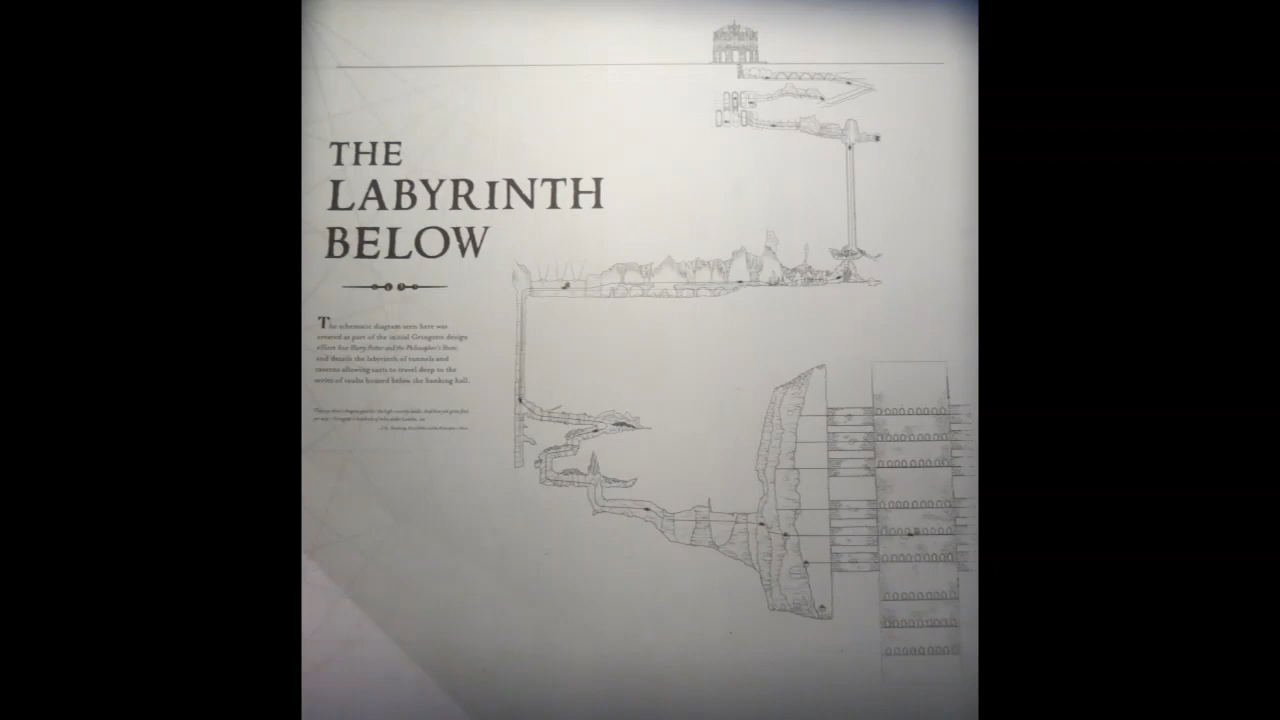 THE
LABYRINTH
BELOW
The schematic diagram seen here was
created as part of the initial Gringotts design
efforts for Harry Potter and the Philosopher's Stone
and details the labyrinth of tunnels and
caverns allowing carts to travel deep to the
series of vaults housed below the banking hall.